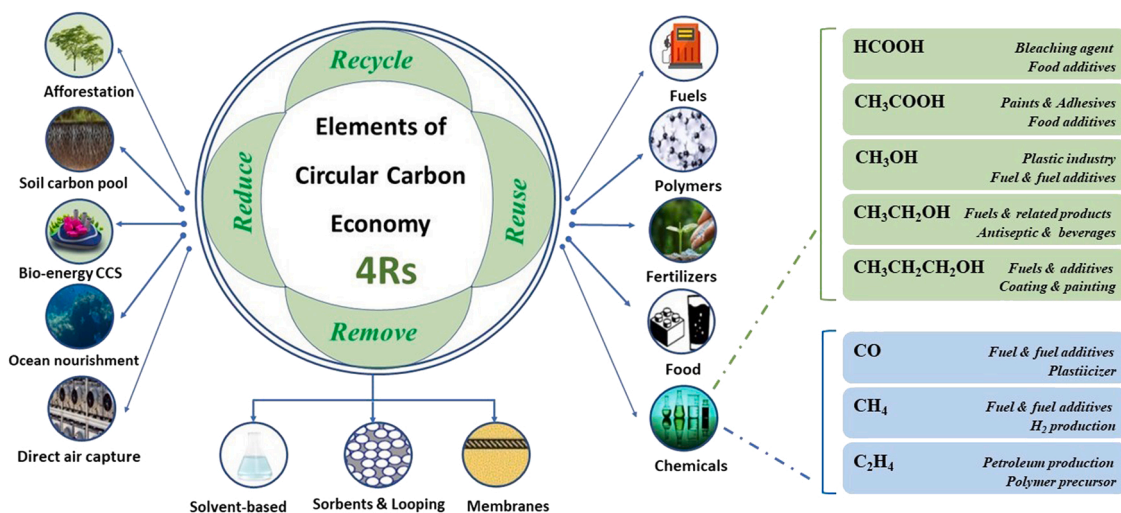 Afforestation
Soil carbon pool
Bio-energy CCS
Ocean nourishment
Direct air capture
Recycle
Reduce
Reuse
Remove
Elements of
Circular Carbon
Economy
4Rs
Solvent-based
Sorbents & Looping
Membranes
Fuels
Polymers
Fertilizers
Food
Chemicals
HCOOH
Bleaching agent
Food additives
CH₃COOH
Paints & Adhesives
Food additives
CH₃OH
Plastic industry
Fuel & fuel additives
CH₃CH₂OH
Fuels & related products
Antiseptic & beverages
CH₃CH₂CH₂OH
Fuels & additives
Coating & painting
CO
Fuel & fuel additives
Plastiicizer
CH₄
Fuel & fuel additives
H₂ production
C₂H₄
Petroleum production
Polymer precursor